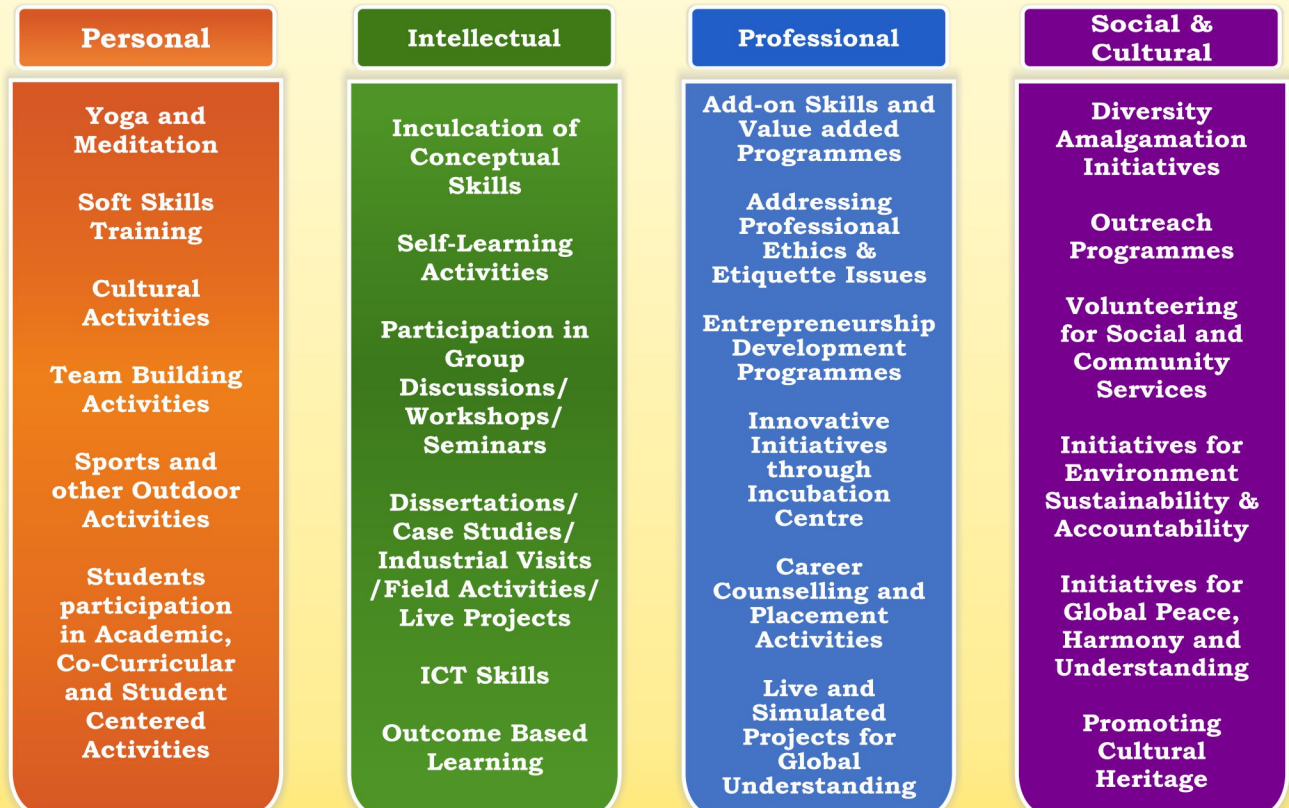 Personal
Yoga and
Meditation
Soft Skills
Training
Cultural
Activities
Team Building
Activities
Sports and
other Outdoor
Activities
Students
participation
in Academic,
Co-Curricular
and Student
Centered
Activities
Intellectual
Inculcation of
Conceptual
Skills
Self-Learning
Activities
Participation in
Group
Discussions/
Workshops/
Seminars
Dissertations/
Case Studies/
Industrial Visits
/Field Activities/
Live Projects
ICT Skills
Outcome Based
Learning
Professional
Add-on Skills and
Value added
Programmes
Addressing
Professional
Ethics &
Etiquette Issues
Entrepreneurship
Development
Programmes
Innovative
Initiatives
through
Incubation
Centre
Career
Counselling and
Placement
Activities
Live and
Simulated
Projects for
Global
Understanding
Social &
Cultural
Diversity
Amalgamation
Initiatives
Outreach
Programmes
Volunteering
for Social and
Community
Services
Initiatives for
Environment
Sustainability &
Accountability
Initiatives for
Global Peace,
Harmony and
Understanding
Promoting
Cultural
Heritage